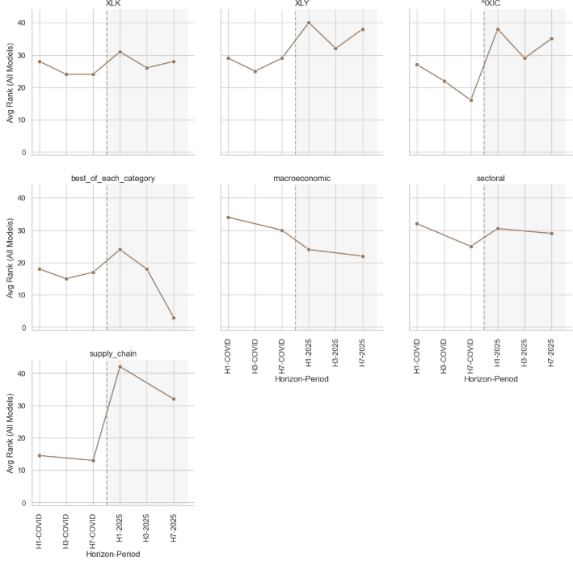 XLK
XLY
^IXIC
Avg Rank (All Models)
40
30
20
10
0
best_of_each_category
macroeconomic
sectoral
Avg Rank (All Models)
40
30
20
10
0
H1-COVID
H3-COVID
H7-COVID
H1-2025
H3-2025
H7-2025
Horizon-Period
H1-COVID
H3-COVID
H7-COVID
H1-2025
H3-2025
H7-2025
Horizon-Period
supply_chain
Avg Rank (All Models)
40
30
20
10
0
H1-COVID
H3-COVID
H7-COVID
H1-2025
H3-2025
H7-2025
Horizon-Period